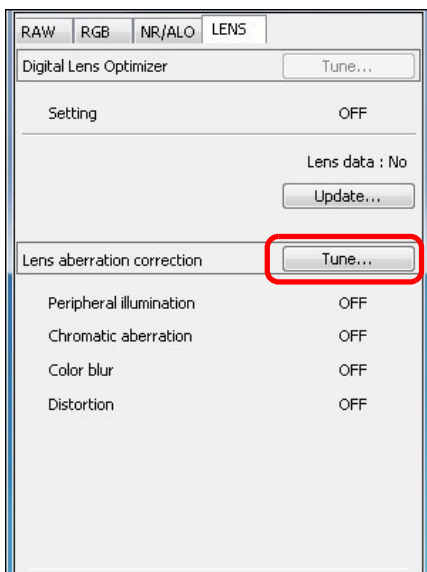 RAW RGB NR/ALO LENS
Digital Lens Optimizer Tune...
Setting OFF
Lens data : No
Update...
Lens aberration correction Tune...
Peripheral illumination OFF
Chromatic aberration OFF
Color blur OFF
Distortion OFF